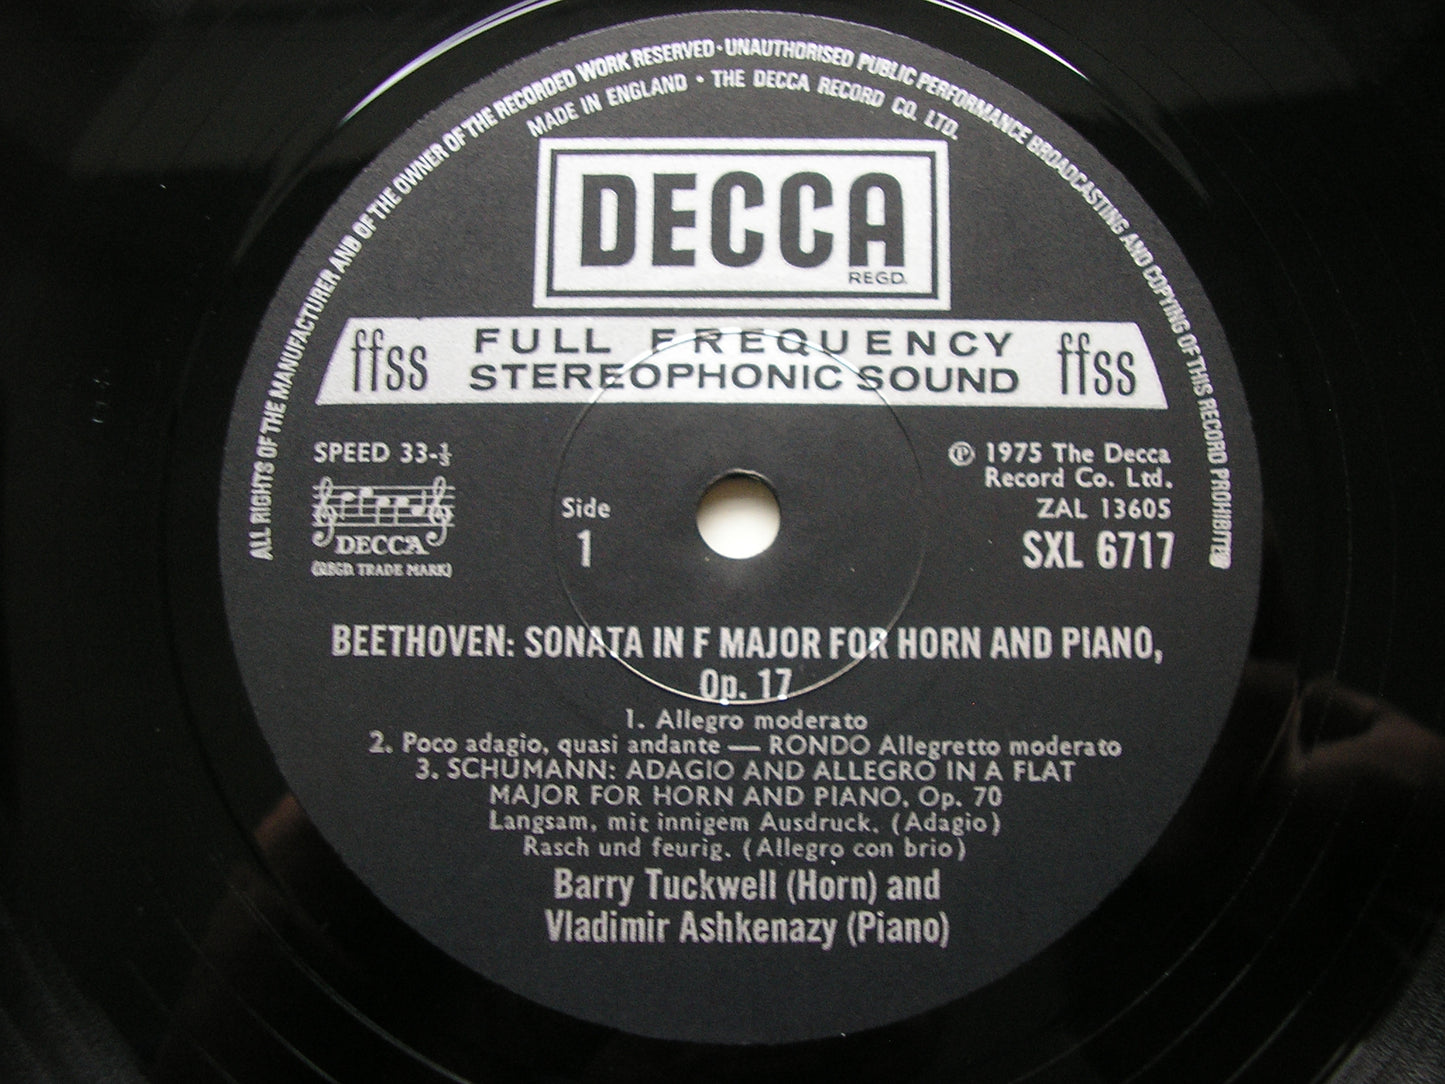 ALL RIGHTS OF THE MANUFACTURER AND OF THE OWNER OF THE RECORDED WORK RESERVED · UNAUTHORISED PUBLIC PERFORMANCE BROADCASTING AND COPYING OF THIS RECORD PROHIBITED
MADE IN ENGLAND · THE DECCA RECORD CO. LTD.
DECCA
REGD.
ffss FULL FREQUENCY ffss
STEREOPHONIC SOUND
SPEED 33-⅓
DECCA
(REGD. TRADE MARK)
Side
1
℗ 1975 The Decca
Record Co. Ltd.
ZAL 13605
SXL 6717
BEETHOVEN: SONATA IN F MAJOR FOR HORN AND PIANO,
Op. 17
1. Allegro moderato
2. Poco adagio, quasi andante — RONDO Allegretto moderato
3. SCHUMANN: ADAGIO AND ALLEGRO IN A FLAT
MAJOR FOR HORN AND PIANO, Op. 70
Langsam, mit innigem Ausdruck. (Adagio)
Rasch und feurig. (Allegro con brio)
Barry Tuckwell (Horn) and
Vladimir Ashkenazy (Piano)